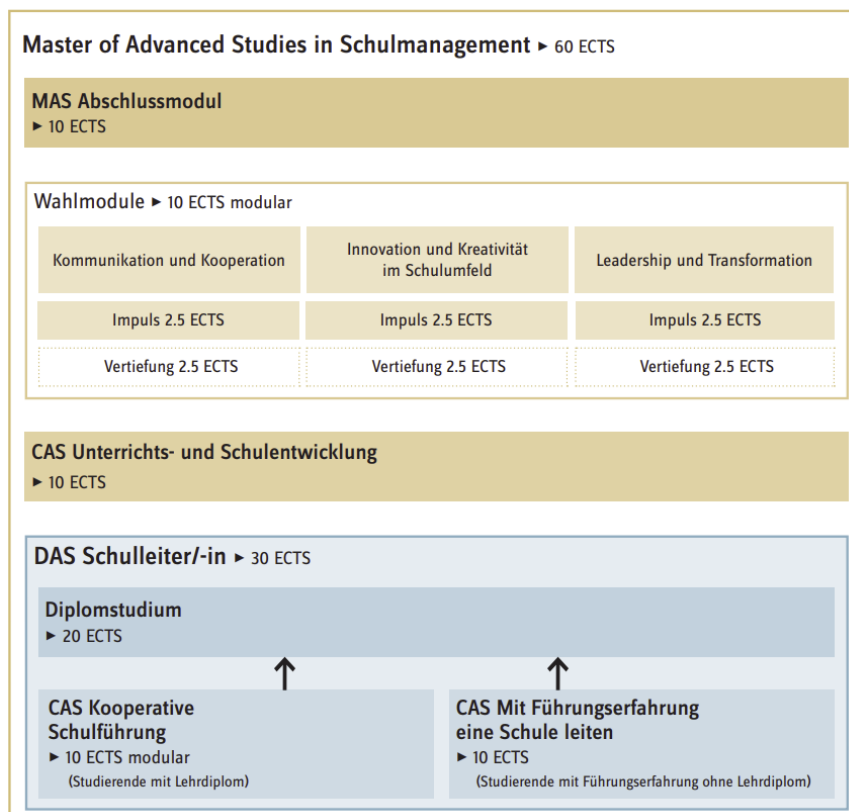 Master of Advanced Studies in Schulmanagement ► 60 ECTS
MAS Abschlussmodul
► 10 ECTS
Wahlmodule ► 10 ECTS modular
Kommunikation und Kooperation
Innovation und Kreativität
im Schulumfeld
Leadership und Transformation
Impuls 2.5 ECTS
Impuls 2.5 ECTS
Impuls 2.5 ECTS
Vertiefung 2.5 ECTS
Vertiefung 2.5 ECTS
Vertiefung 2.5 ECTS
CAS Unterrichts- und Schulentwicklung
► 10 ECTS
DAS Schulleiter/-in ► 30 ECTS
Diplomstudium
► 20 ECTS
CAS Kooperative
Schulführung
► 10 ECTS modular
(Studierende mit Lehrdiplom)
CAS Mit Führungserfahrung
eine Schule leiten
► 10 ECTS
(Studierende mit Führungserfahrung ohne Lehrdiplom)